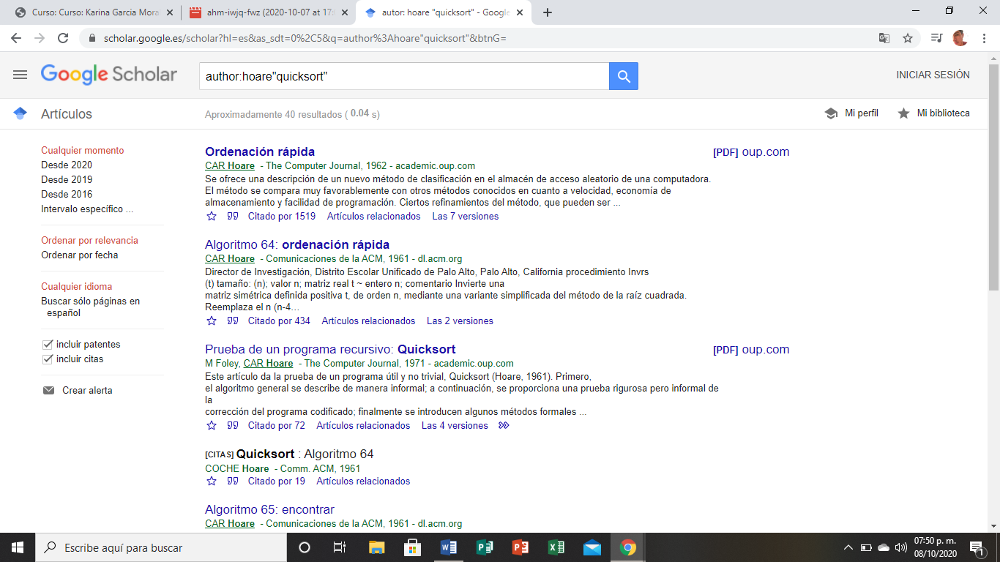 Curso: Curso: Karina Garcia Mora
ahm-iwjq-fwz (2020-10-07 at 17:
autor: hoare "quicksort" - Google
scholar.google.es/scholar?hl=es&as_sdt=0%2C5&q=author%3Ahoare"quicksort"&btnG=
Google Scholar
author:hoare"quicksort"
INICIAR SESIÓN
Artículos
Aproximadamente 40 resultados ( 0.04 s)
Mi perfil
Mi biblioteca
Cualquier momento
Desde 2020
Desde 2019
Desde 2016
Intervalo específico ...
Ordenar por relevancia
Ordenar por fecha
Cualquier idioma
Buscar sólo páginas en
español
incluir patentes
incluir citas
Crear alerta
Ordenación rápida
[PDF] oup.com
CAR Hoare - The Computer Journal, 1962 - academic.oup.com
Se ofrece una descripción de un nuevo método de clasificación en el almacén de acceso aleatorio de una computadora.
El método se compara muy favorablemente con otros métodos conocidos en cuanto a velocidad, economía de
almacenamiento y facilidad de programación. Ciertos refinamientos del método, que pueden ser ...
Citado por 1519 Artículos relacionados Las 7 versiones
Algoritmo 64: ordenación rápida
CAR Hoare - Comunicaciones de la ACM, 1961 - dl.acm.org
Director de Investigación, Distrito Escolar Unificado de Palo Alto, Palo Alto, California procedimiento Invrs
(t) tamaño: (n); valor n; matriz real t ~ entero n; comentario Invierte una
matriz simétrica definida positiva t, de orden n, mediante una variante simplificada del método de la raíz cuadrada.
Reemplaza el n (n-4...
Citado por 434 Artículos relacionados Las 2 versiones
Prueba de un programa recursivo: Quicksort
[PDF] oup.com
M Foley, CAR Hoare - The Computer Journal, 1971 - academic.oup.com
Este artículo da la prueba de un programa útil y no trivial, Quicksort (Hoare, 1961). Primero,
el algoritmo general se describe de manera informal; a continuación, se proporciona una prueba rigurosa pero informal de
la
corrección del programa codificado; finalmente se introducen algunos métodos formales ...
Citado por 72 Artículos relacionados Las 4 versiones
[CITAS] Quicksort : Algoritmo 64
COCHE Hoare - Comm. ACM, 1961
Citado por 19 Artículos relacionados
Algoritmo 65: encontrar
CAR Hoare - Comunicaciones de la ACM, 1961 - dl.acm.org
Escribe aquí para buscar
07:50 p. m.
08/10/2020
1